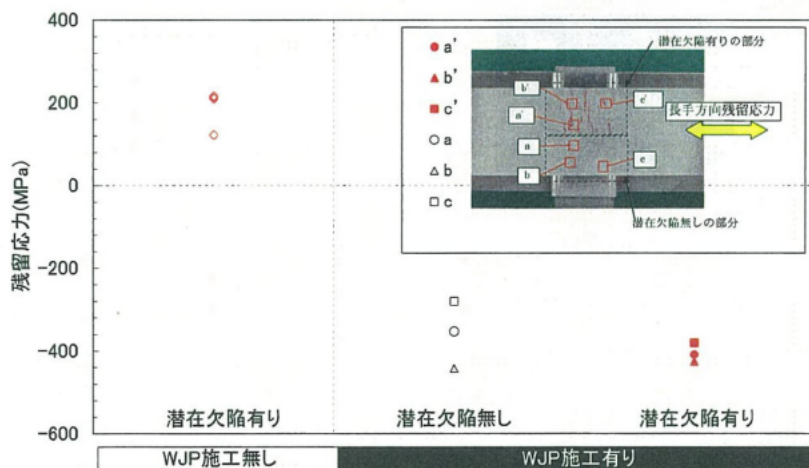 400
200
0
-200
-400
-600
残留応力(MPa)
a'
b'
c'
a
b
c
潜在欠陥有りの部分
b'
c'
a'
a
b
c
長手方向残留応力
潜在欠陥無しの部分
潜在欠陥有り
潜在欠陥無し
潜在欠陥有り
WJP施工無し
WJP施工有り